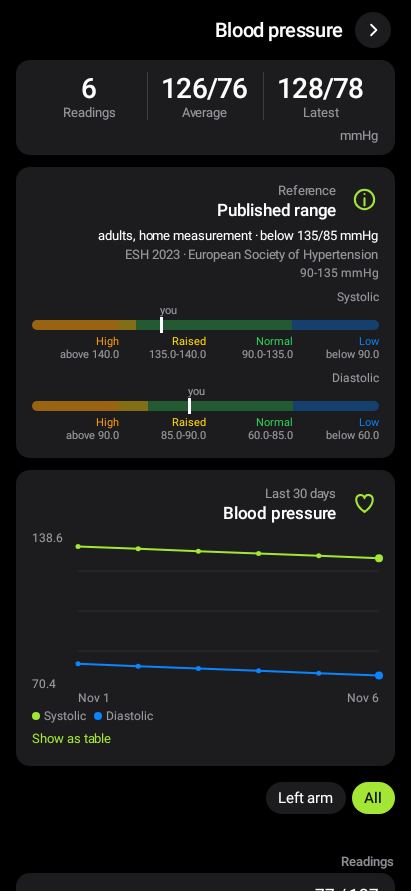 Blood pressure
6
Readings
126/76
Average
128/78
Latest
mmHg
Reference
Published range
adults, home measurement · below 135/85 mmHg
ESH 2023 · European Society of Hypertension
90-135 mmHg
Systolic
you
High
above 140.0
Raised
135.0-140.0
Normal
90.0-135.0
Low
below 90.0
Diastolic
you
High
above 90.0
Raised
85.0-90.0
Normal
60.0-85.0
Low
below 60.0
Last 30 days
Blood pressure
138.6
70.4
Nov 1
Nov 6
Systolic
Diastolic
Show as table
Left arm
All
Readings